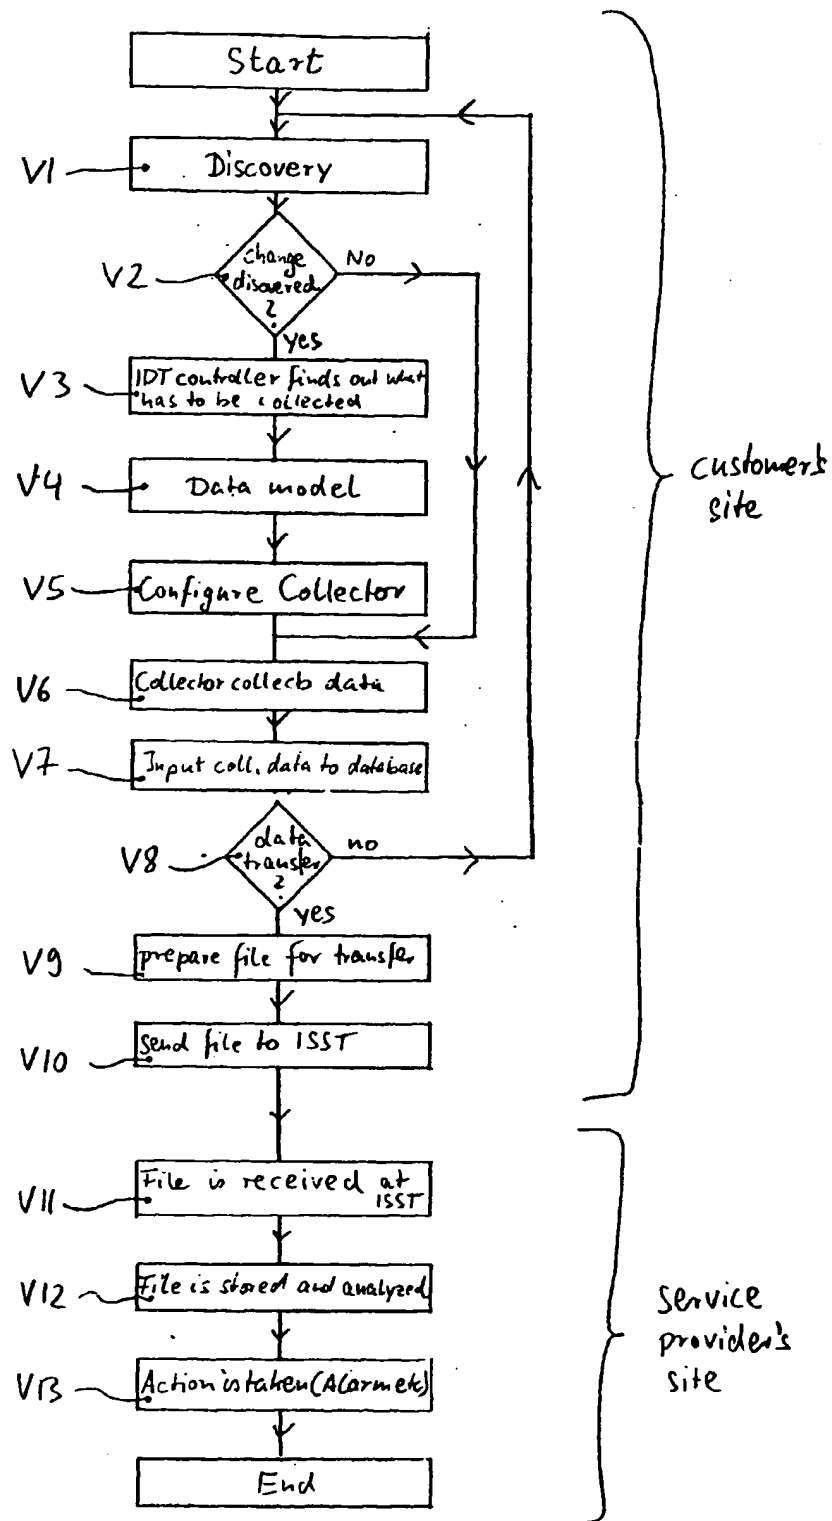 Start
V1
Discovery
V2
change
discovered
?
No
yes
V3
IDT controller finds out what
has to be collected
V4
Data model
V5
Configure Collector
customer's
site
V6
Collector collects data
V7
Input coll. data to database
V8
data
transfer
?
no
yes
V9
prepare file for transfer
V10
send file to ISST
V11
File is received at
ISST
V12
File is stored and analyzed
service
provider's
site
V13
Action is taken (Alarm etc)
End